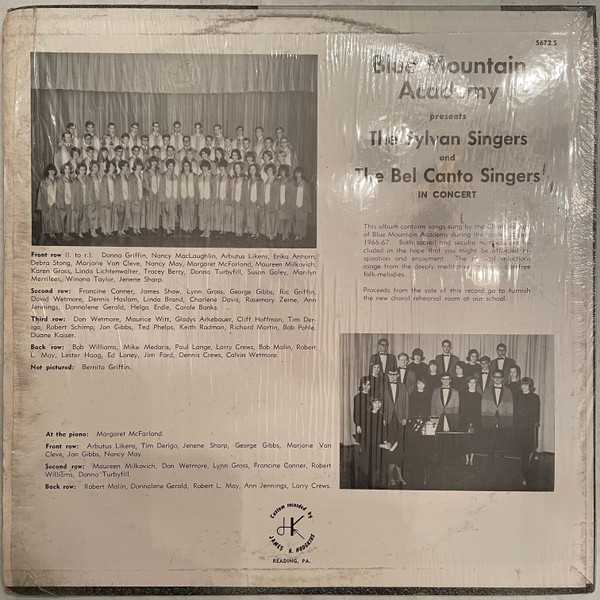 5672 S
Blue Mountain
Academy
presents
The Sylvan Singers
and
The Bel Canto Singers
IN CONCERT
This album contains songs sung by the
of Blue Mountain Academy during the
1966-67. Both sacred and secular
cluded in the hope that you might be
spiration and enjoyment. The
range from the deeply meditative
folk-melodies.
Proceeds from the sale of this record go to furnish
the new choral rehearsal room at our school.
Front row (l. to r.): Donna Griffin, Nancy MacLaughlin, Arbutus Likens, Erika Anhorn,
Debra Stong, Marjorie Van Cleve, Nancy May, Margaret McFarland, Maureen Milkovich,
Karen Gross, Linda Lichtenwalter, Tracey Berry, Donna Turbyfill, Susan Galey, Marilyn
Merrilees, Winona Taylor, Jenene Sharp.
Second row: Francine Conner, James Shaw, Lynn Gross, George Gibbs, Ric Griffin,
David Wetmore, Dennis Haslam, Linda Brand, Charlene Davis, Rosemary Zerne, Ann
Jennings, Donnalene Gerald, Helga Erdle, Carole Banks.
Third row: Don Wetmore, Maurice Witt, Gladys Arkebauer, Cliff Hoffman, Tim Der-
igo, Robert Schimp, Jon Gibbs, Ted Phelps, Keith Rodman, Richard Martin, Bob Pohle,
Duane Kaiser.
Back row: Bob Williams, Mike Medaris, Paul Lange, Larry Crews, Bob Malin, Robert
L. May, Lester Haag, Ed Loney, Jim Ford, Dennis Crews, Calvin Wetmore.
Not pictured: Bernita Griffin.
At the piano: Margaret McFarland.
Front row: Arbutus Likens, Tim Derigo, Jenene Sharp, George Gibbs, Marjorie Van
Cleve, Jon Gibbs, Nancy May.
Second row: Maureen Milkovich, Don Wetmore, Lynn Gross, Francine Conner, Robert
Williams, Donna Turbyfill.
Back row: Robert Malin, Donnalene Gerald, Robert L. May, Ann Jennings, Larry Crews.
Custom recorded by
HK
JAMES K. HODGKINS
READING, PA.